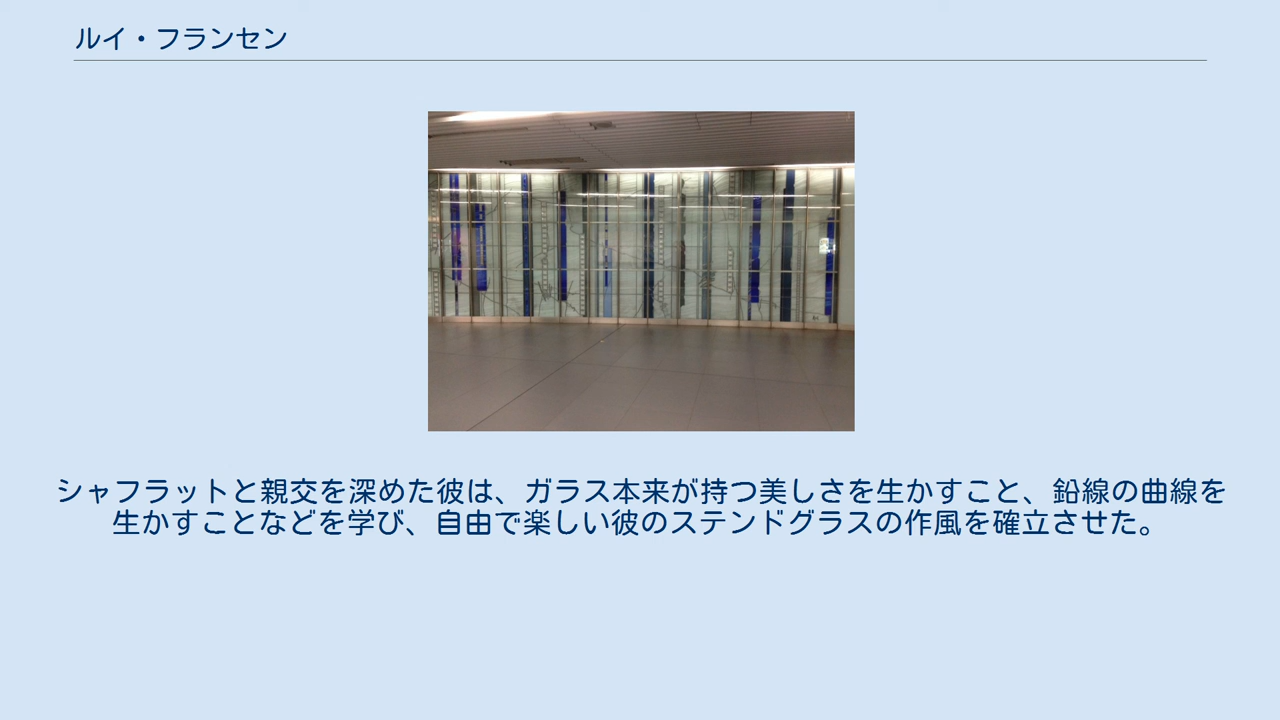 ルイ・フランセン
シャフラットと親交を深めた彼は、ガラス本来が持つ美しさを生かすこと、鉛線の曲線を
生かすことなどを学び、自由で楽しい彼のステンドグラスの作風を確立させた。